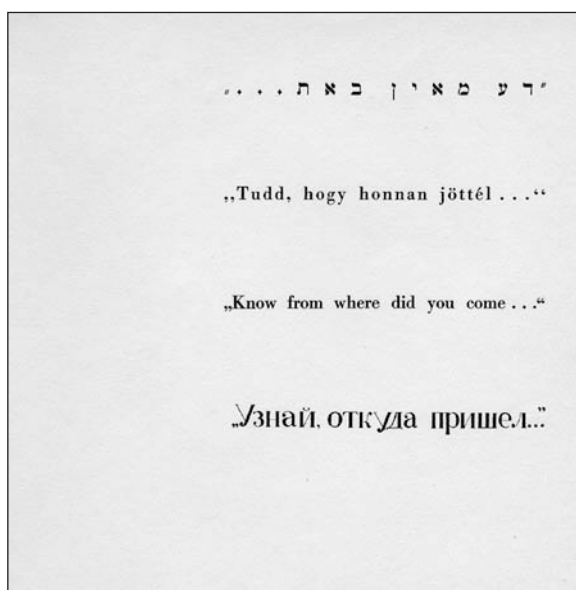 "דע מאין באת...."
,,Tudd, hogy honnan jöttél . . .“
„Know from where did you come . . .“
„Узнай, откуда пришел...”